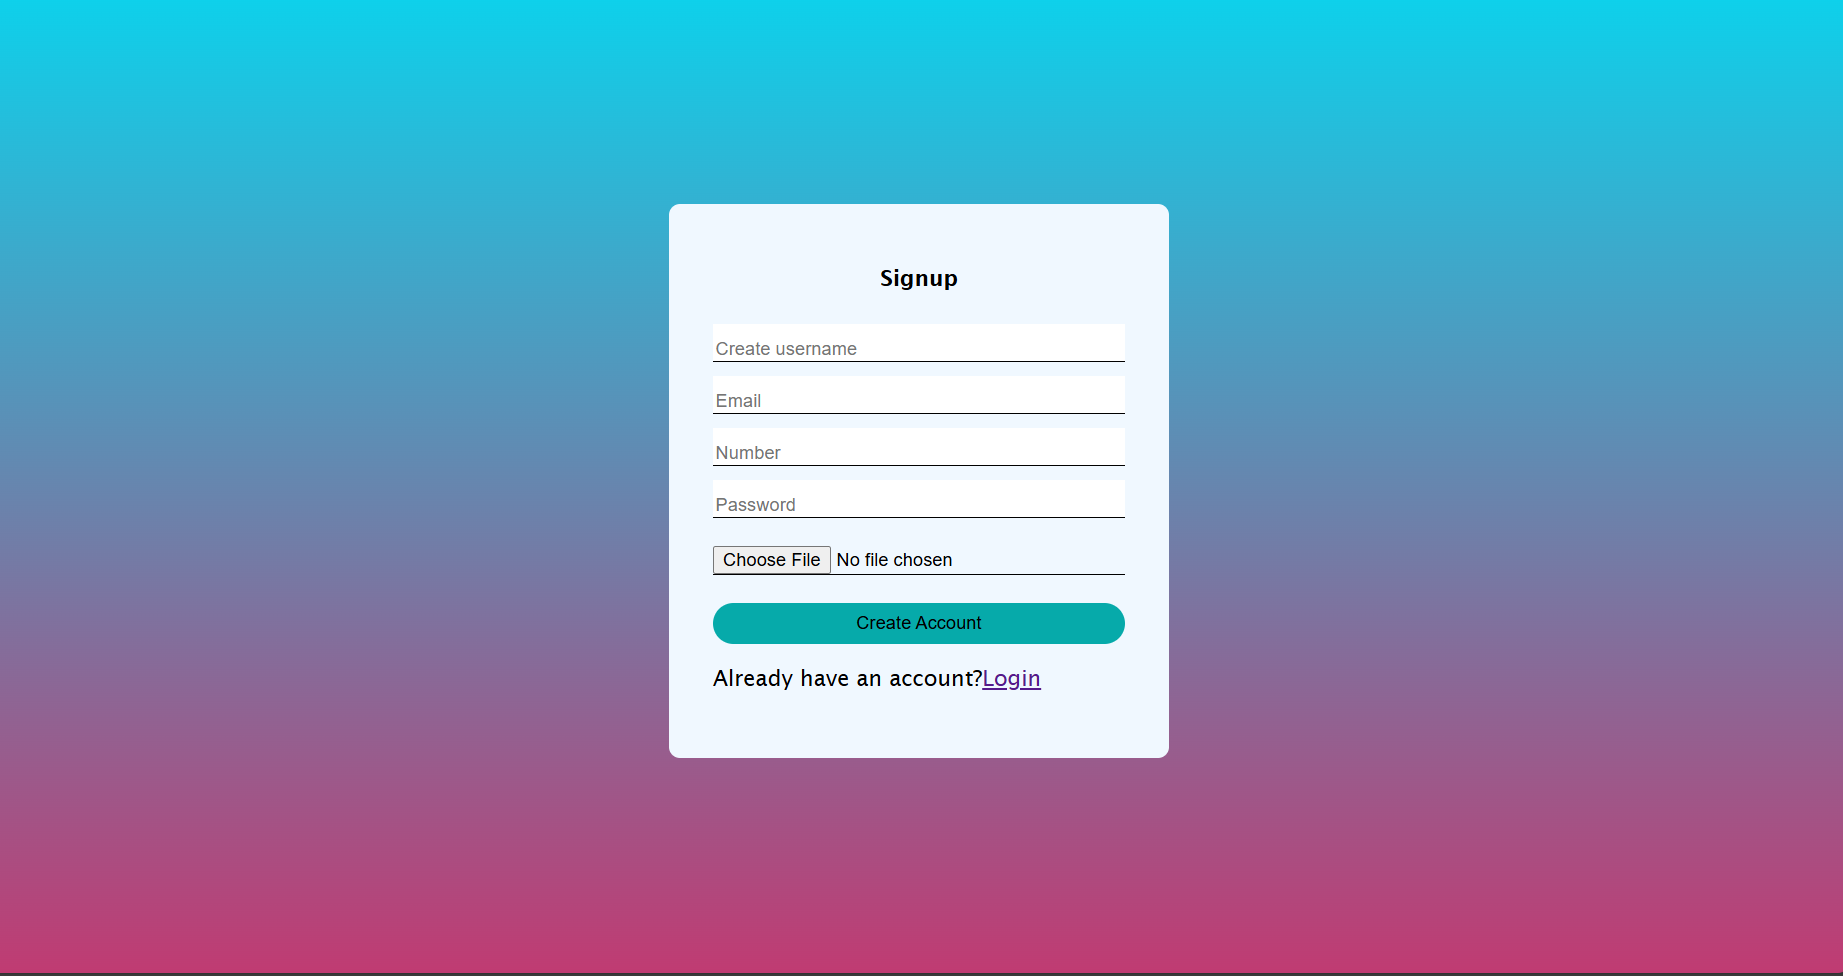 Signup
Create username
Email
Number
Password
Choose File No file chosen
Create Account
Already have an account?Login